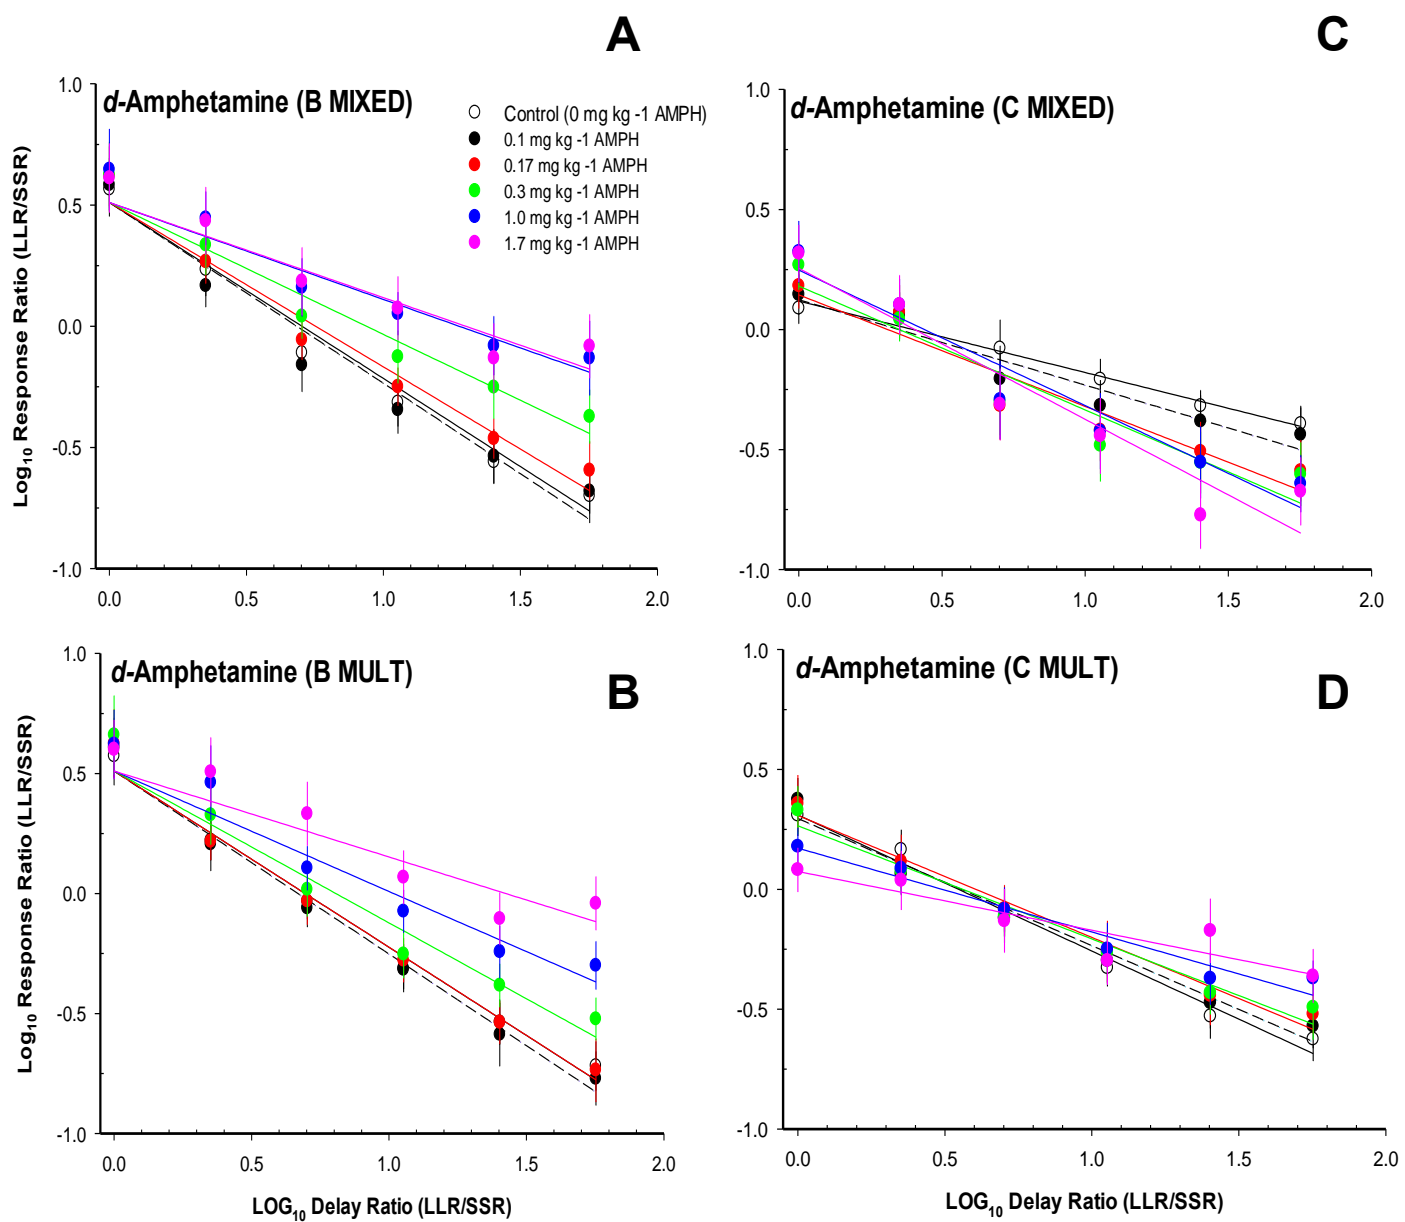 A
d-Amphetamine (B MIXED)
Control (0 mg kg -1 AMPH)
0.1 mg kg -1 AMPH
0.17 mg kg -1 AMPH
0.3 mg kg -1 AMPH
1.0 mg kg -1 AMPH
1.7 mg kg -1 AMPH
Log10 Response Ratio (LLR/SSR)
1.0
0.5
0.0
-0.5
-1.0
0.0 0.5 1.0 1.5 2.0
C
d-Amphetamine (C MIXED)
1.0
0.5
0.0
-0.5
-1.0
0.0 0.5 1.0 1.5 2.0
B
d-Amphetamine (B MULT)
Log10 Response Ratio (LLR/SSR)
1.0
0.5
0.0
-0.5
-1.0
0.0 0.5 1.0 1.5 2.0
LOG10 Delay Ratio (LLR/SSR)
D
d-Amphetamine (C MULT)
1.0
0.5
0.0
-0.5
-1.0
0.0 0.5 1.0 1.5 2.0
LOG10 Delay Ratio (LLR/SSR)